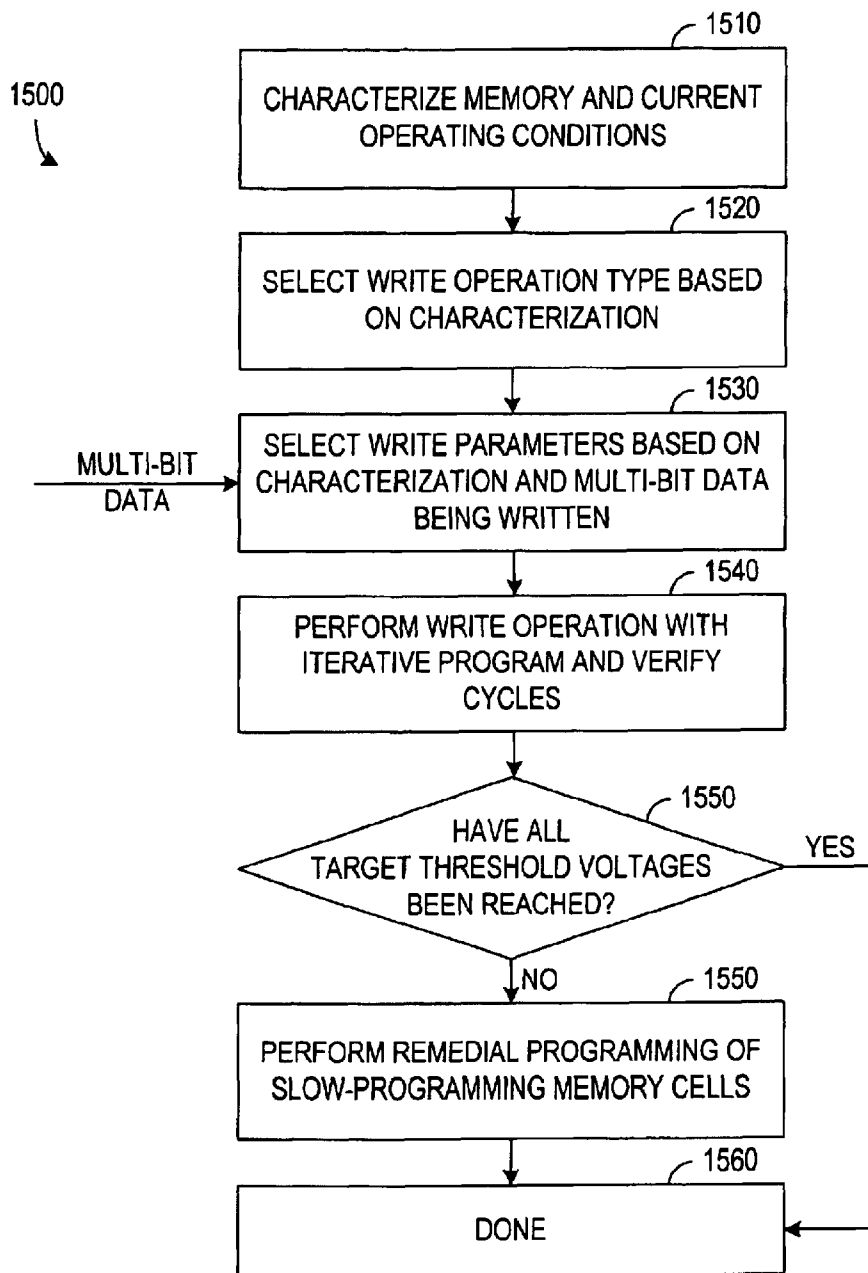 1500
1510
CHARACTERIZE MEMORY AND CURRENT
OPERATING CONDITIONS
1520
SELECT WRITE OPERATION TYPE BASED
ON CHARACTERIZATION
1530
MULTI-BIT
DATA
SELECT WRITE PARAMETERS BASED ON
CHARACTERIZATION AND MULTI-BIT DATA
BEING WRITTEN
1540
PERFORM WRITE OPERATION WITH
ITERATIVE PROGRAM AND VERIFY
CYCLES
1550
HAVE ALL
TARGET THRESHOLD VOLTAGES
BEEN REACHED?
YES
NO
1550
PERFORM REMEDIAL PROGRAMMING OF
SLOW-PROGRAMMING MEMORY CELLS
1560
DONE